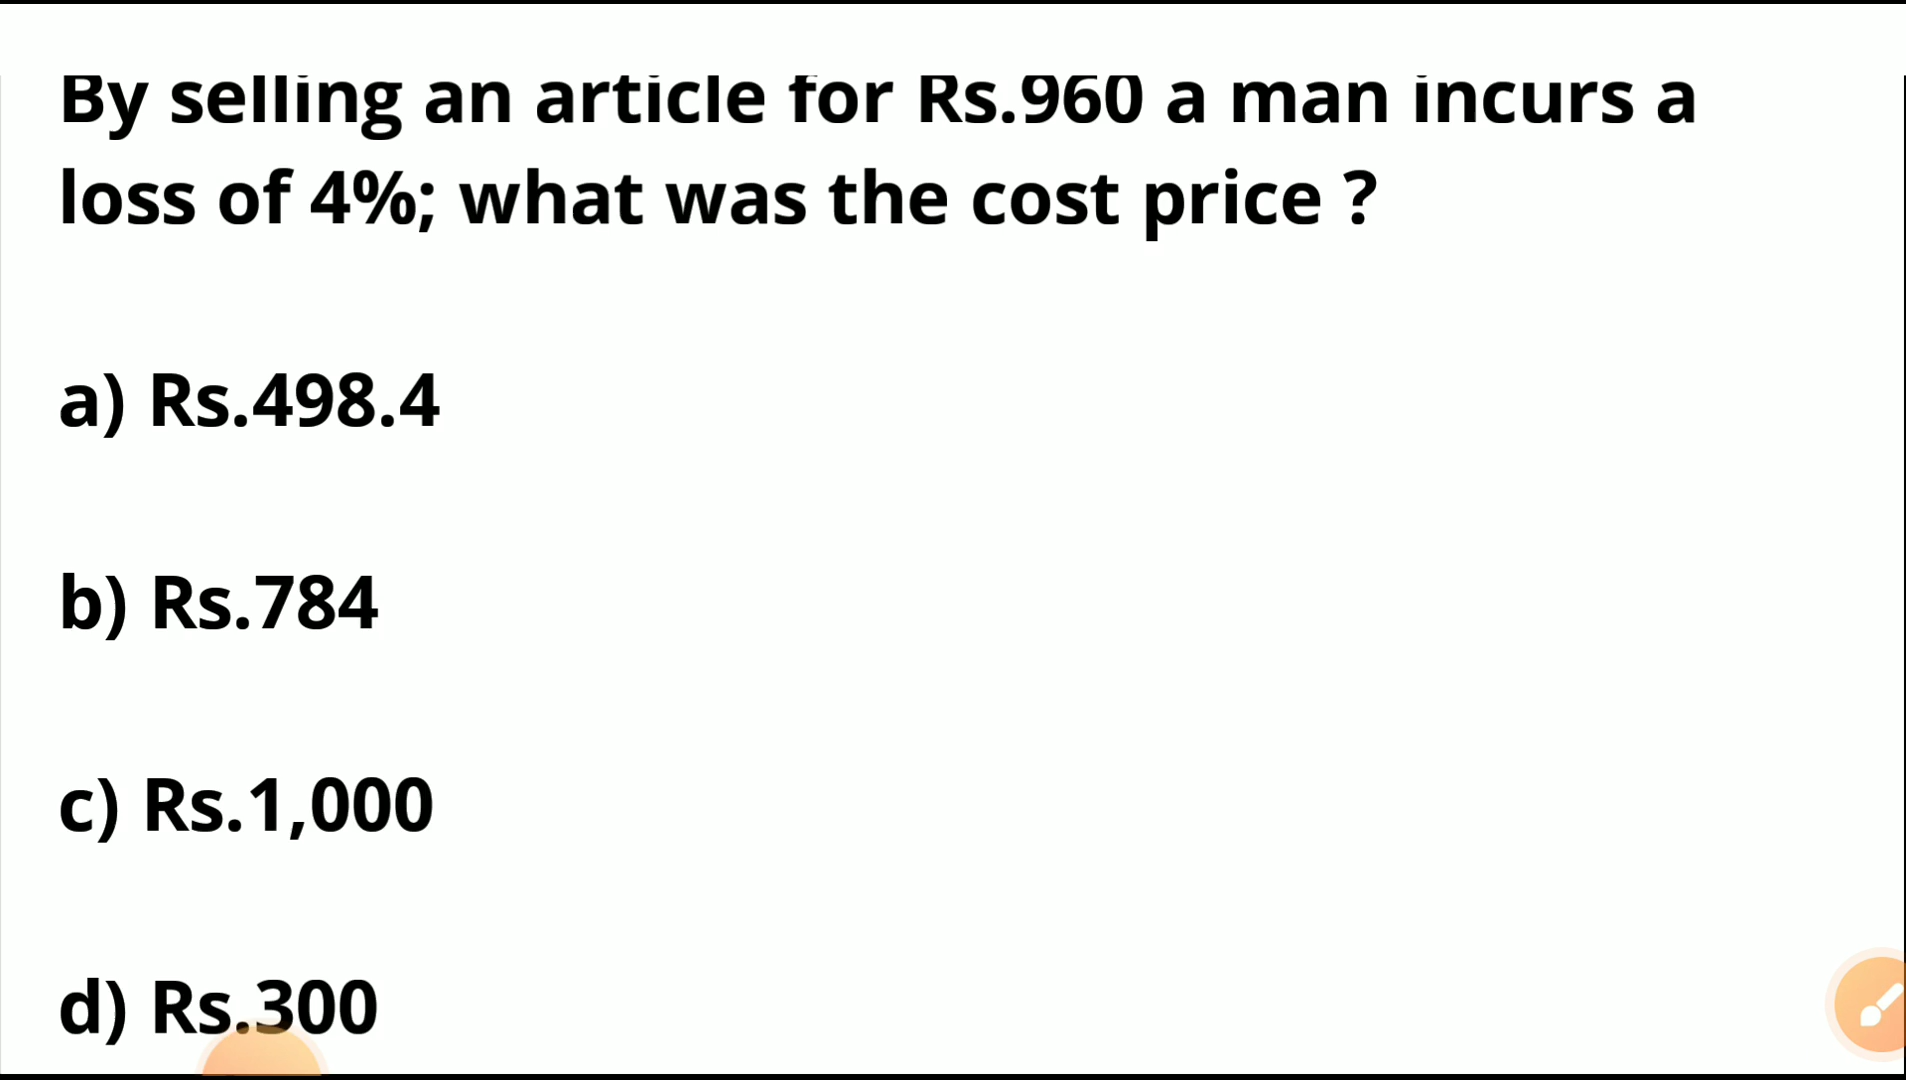 By selling an article for Rs.960 a man incurs a
loss of 4%; what was the cost price ?
a) Rs.498.4
b) Rs.784
c) Rs.1,000
d) Rs.300